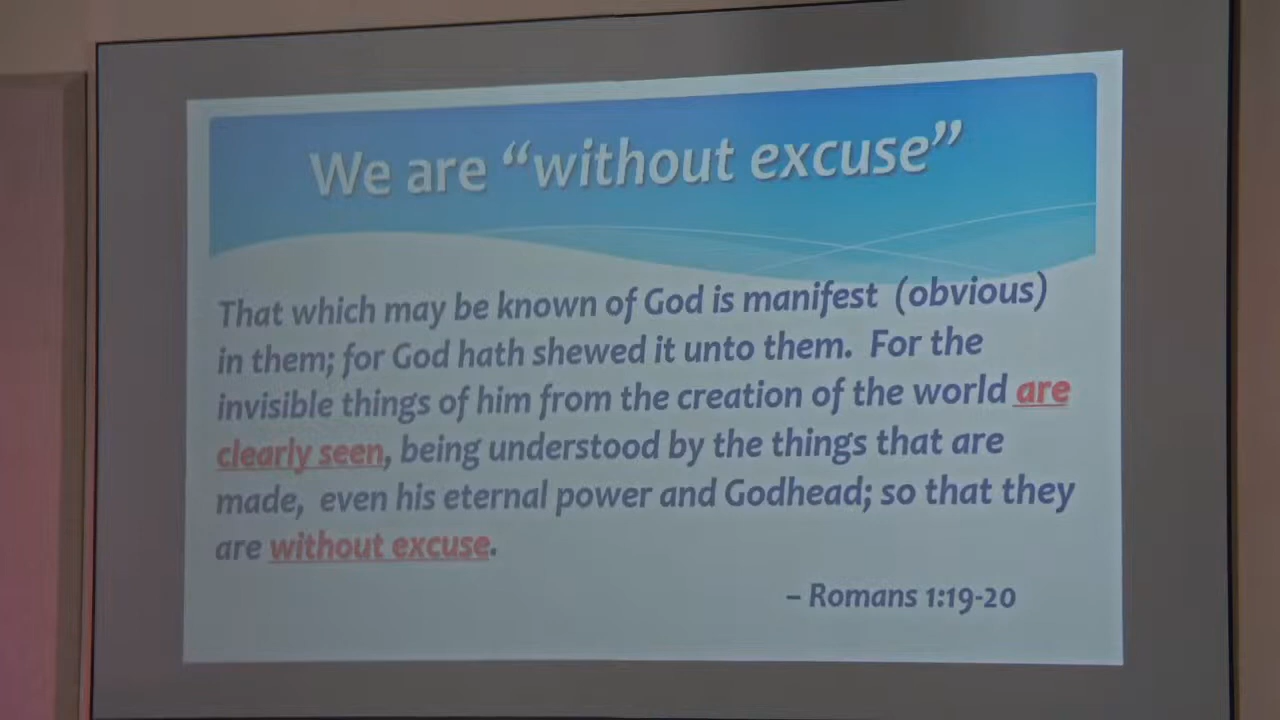 We are “without excuse”
That which may be known of God is manifest (obvious)
in them; for God hath shewed it unto them. For the
invisible things of him from the creation of the world are
clearly seen, being understood by the things that are
made, even his eternal power and Godhead; so that they
are without excuse.
– Romans 1:19-20